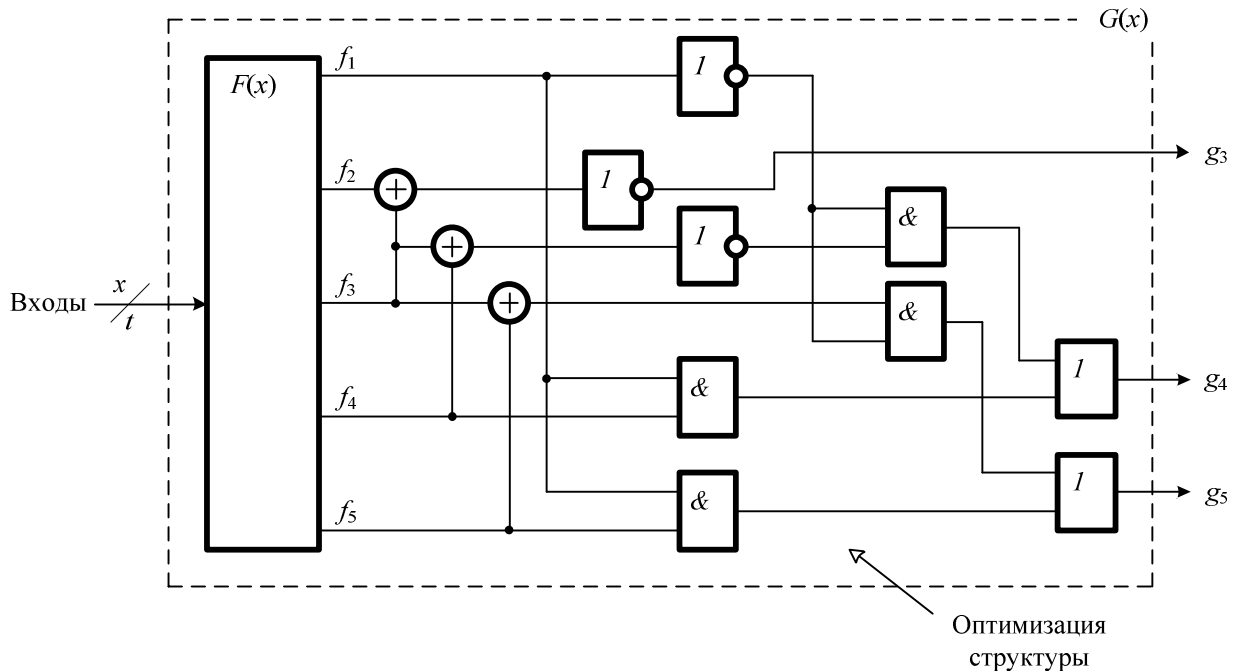 G(x)
F(x)
f1
1
f2
1
g3
1
&
Входы
x
t
f3
&
f4
&
1
g4
f5
&
1
g5
Оптимизация
структуры